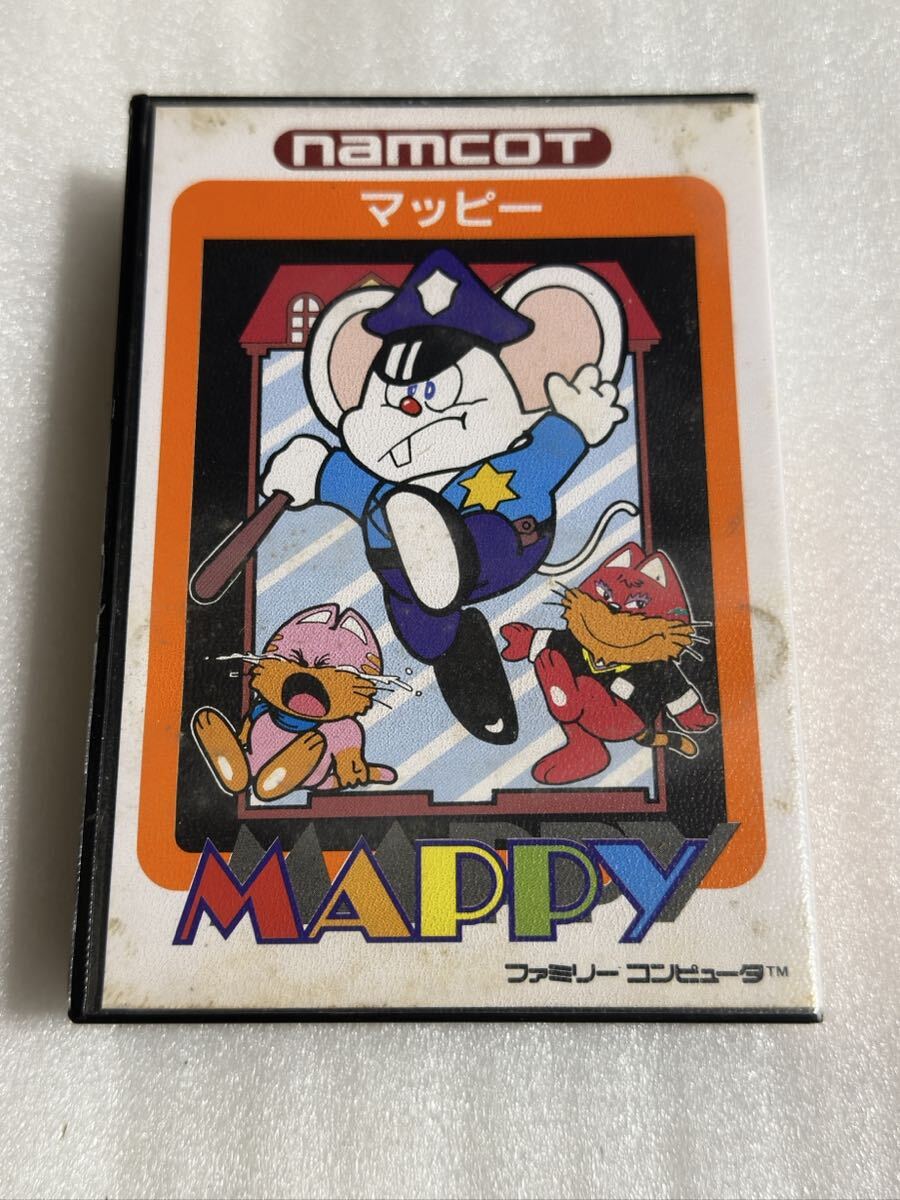 namcot
マッピー
MAPPY
ファミリー コンピュータ™